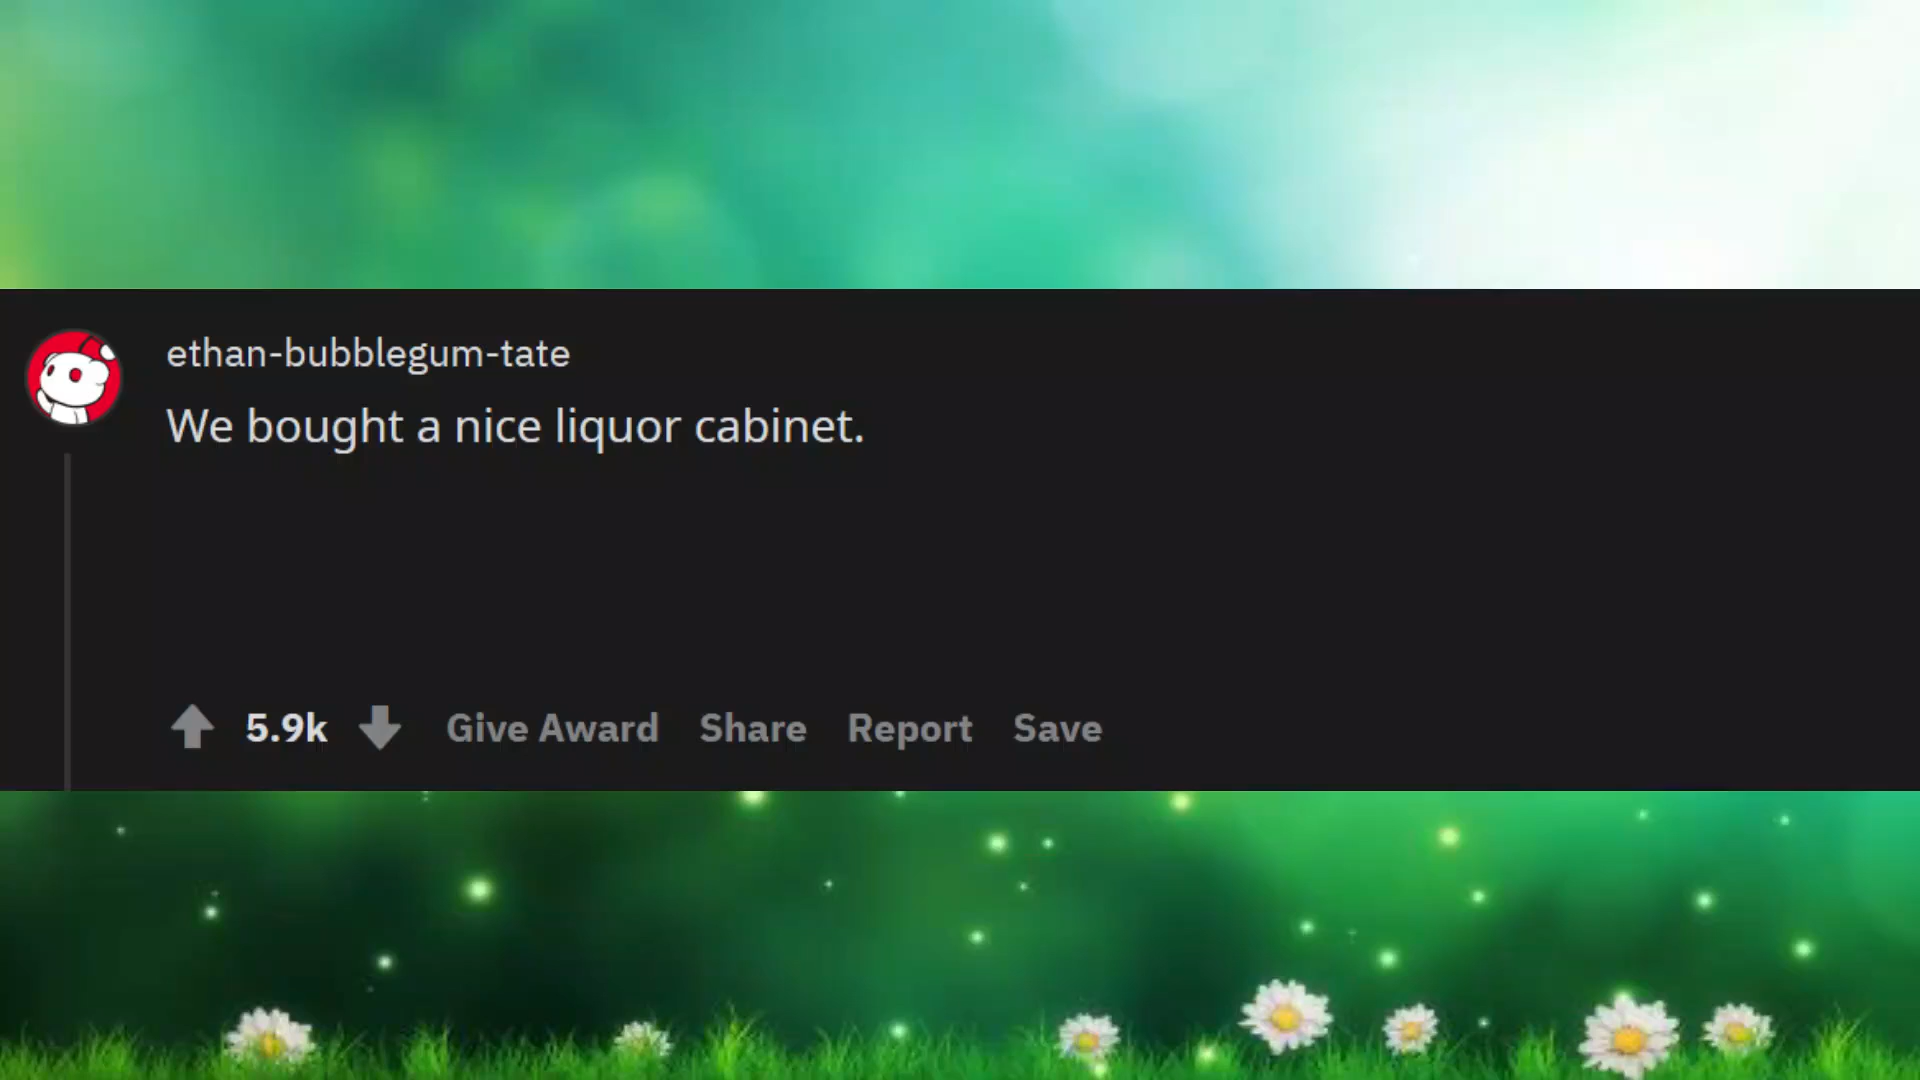 ethan-bubblegum-tate
We bought a nice liquor cabinet.
5.9k Give Award Share Report Save